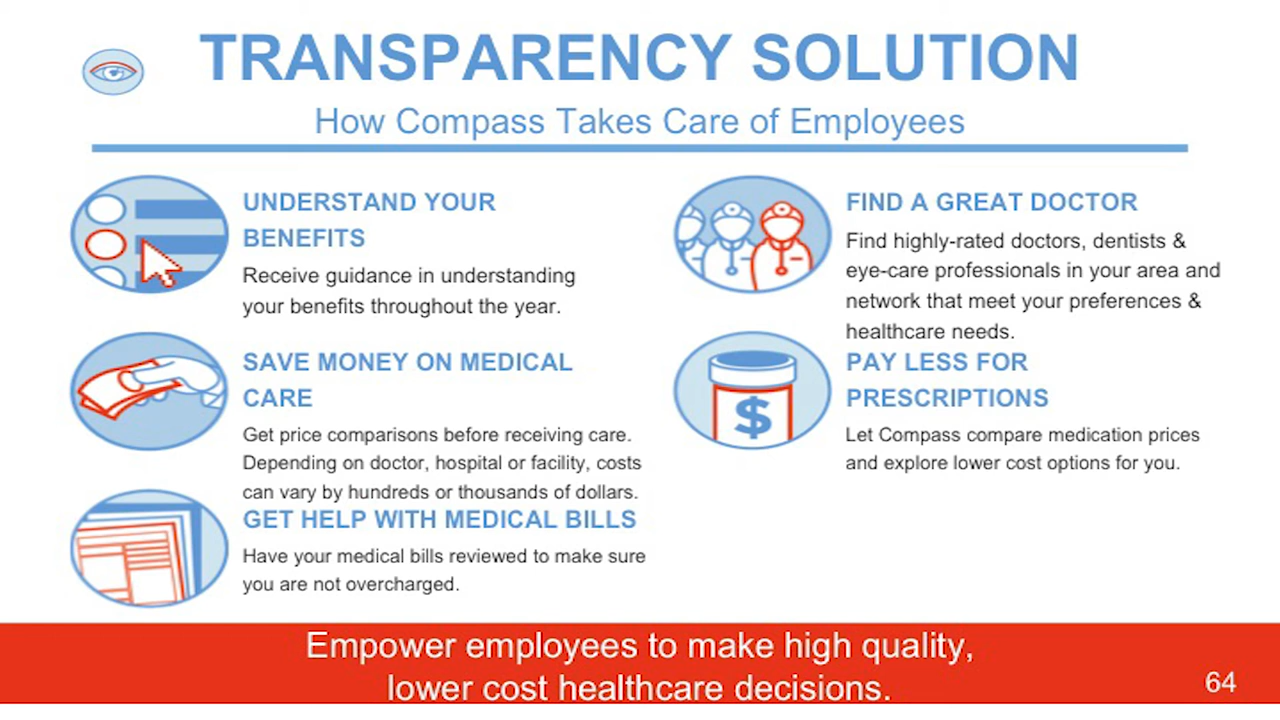 TRANSPARENCY SOLUTION
How Compass Takes Care of Employees
UNDERSTAND YOUR
BENEFITS
Receive guidance in understanding
your benefits throughout the year.
SAVE MONEY ON MEDICAL
CARE
Get price comparisons before receiving care.
Depending on doctor, hospital or facility, costs
can vary by hundreds or thousands of dollars.
GET HELP WITH MEDICAL BILLS
Have your medical bills reviewed to make sure
you are not overcharged.
FIND A GREAT DOCTOR
Find highly-rated doctors, dentists &
eye-care professionals in your area and
network that meet your preferences &
healthcare needs.
PAY LESS FOR
PRESCRIPTIONS
$
Let Compass compare medication prices
and explore lower cost options for you.
Empower employees to make high quality,
lower cost healthcare decisions.
64